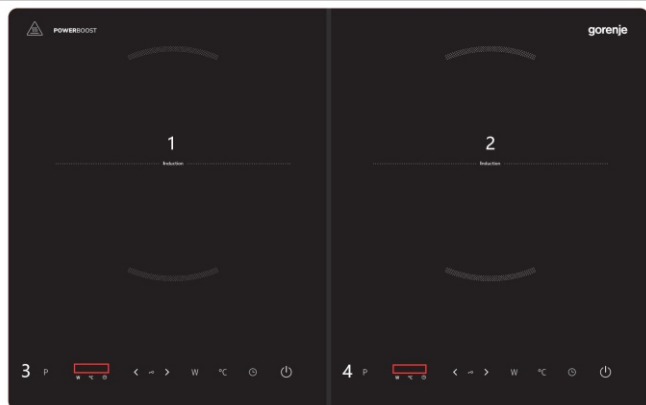 POWERBOOST gorenje
1 2
Induction Induction
3 P W °C < > W °C 4 P W °C < > W °C